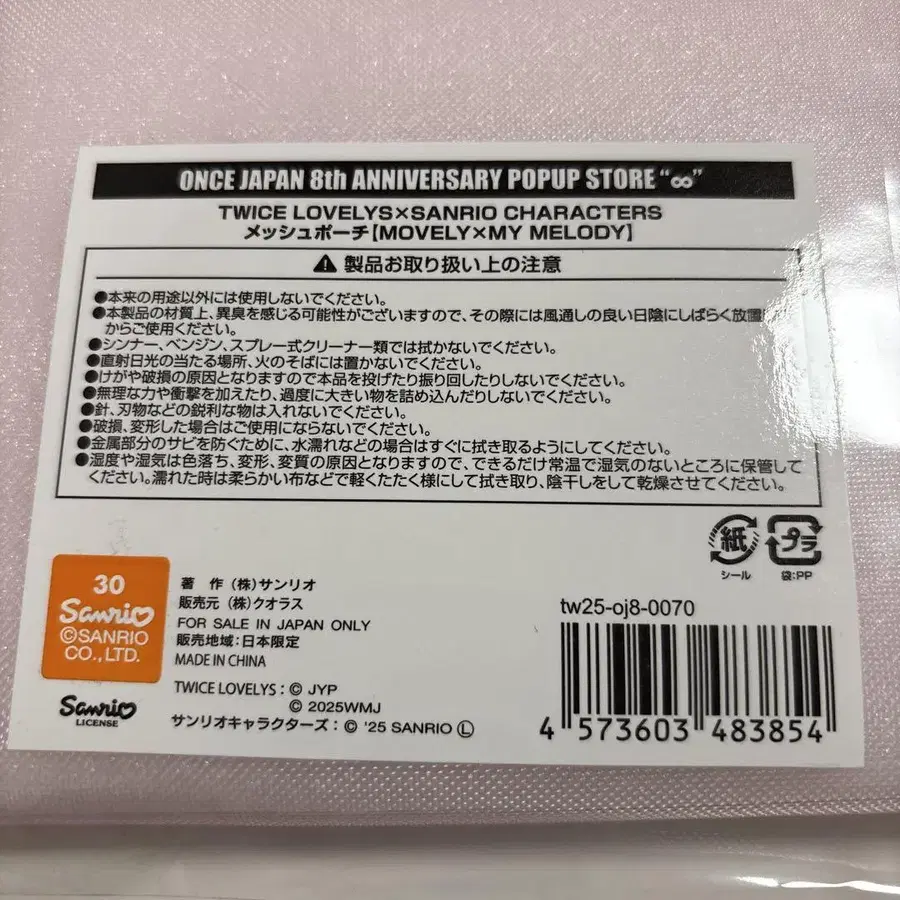 ONCE JAPAN 8th ANNIVERSARY POPUP STORE "∞"
TWICE LOVELYS×SANRIO CHARACTERS
メッシュポーチ【MOVELY×MY MELODY】
⚠ 製品お取り扱い上の注意
●本来の用途以外には使用しないでください。
●本製品の材質上、異臭を感じる可能性がございますので、その際には風通しの良い日陰にしばらく放置
からご使用ください。
●シンナー、ベンジン、スプレー式クリーナー類では拭かないでください。
●直射日光の当たる場所、火のそばには置かないでください。
●けがや破損の原因となりますので本品を投げたり振り回したりしないでください。
●無理な力や衝撃を加えたり、過度に大きい物を詰め込んだりしないでください。
●針、刃物などの鋭利な物は入れないでください。
●破損、変形した場合はご使用にならないでください。
●金属部分のサビを防ぐために、水濡れなどの場合はすぐに拭き取るようにしてください。
●湿度や湿気は色落ち、変形、変質の原因となりますので、できるだけ常温で湿気のないところに保管して
ください。濡れた時は柔らかい布などで軽くたたく様にして拭き取り、陰干しをして乾燥させてください。
紙
シール
プラ
袋:PP
30
Sanrio
©SANRIO
CO.,LTD.
Sanrio
LICENSE
著 作 (株)サンリオ
販売元 (株)クオラス
FOR SALE IN JAPAN ONLY
販売地域:日本限定
MADE IN CHINA
TWICE LOVELYS:© JYP
© 2025WMJ
サンリオキャラクターズ:© '25 SANRIO Ⓛ
tw25-oj8-0070
4 573603 483854